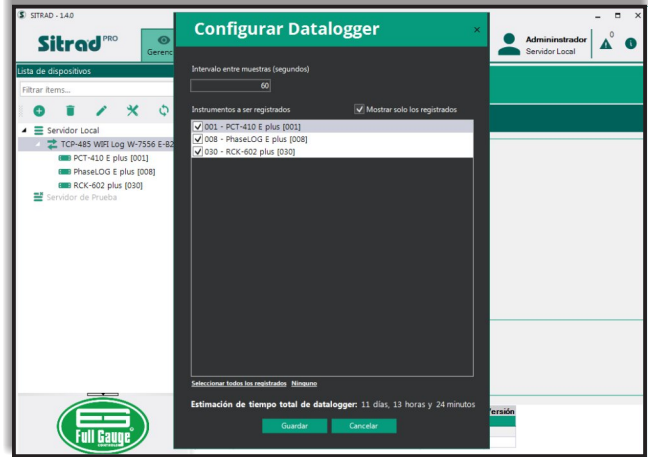 SITRAD - 1.4.0
Sitrad PRO
Gerenc
Configurar Datalogger
×
Admininstrador
Servidor Local
0
Lista de dispositivos
Filtrar ítems...
Intervalo entre muestras (segundos)
60
Instrumentos a ser registrados
Mostrar solo los registrados
Servidor Local
TCP-485 WIFI Log W-7556 E-82
PCT-410 E plus [001]
PhaseLOG E plus [008]
RCK-602 plus [030]
Servidor de Prueba
001 - PCT-410 E plus [001]
008 - PhaseLOG E plus [008]
030 - RCK-602 plus [030]
Seleccionar todos los registrados Ninguno
Estimación de tiempo total de datalogger: 11 días, 13 horas y 24 minutos
Guardar
Cancelar
ersión
Full Gauge
CONTROLS